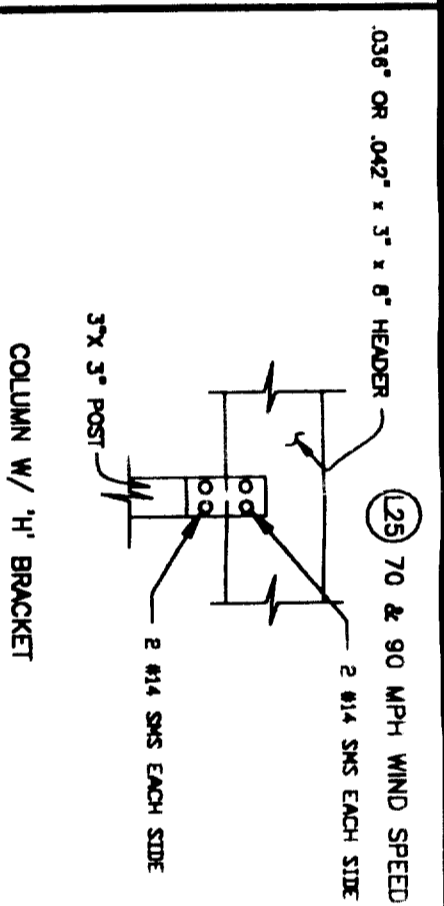 .036" OR .042" x 3" x 8" HEADER
L25 70 & 90 MPH WIND SPEED
2 #14 SMS EACH SIDE
3"X 3" POST
2 #14 SMS EACH SIDE
COLUMN W/ 'H' BRACKET